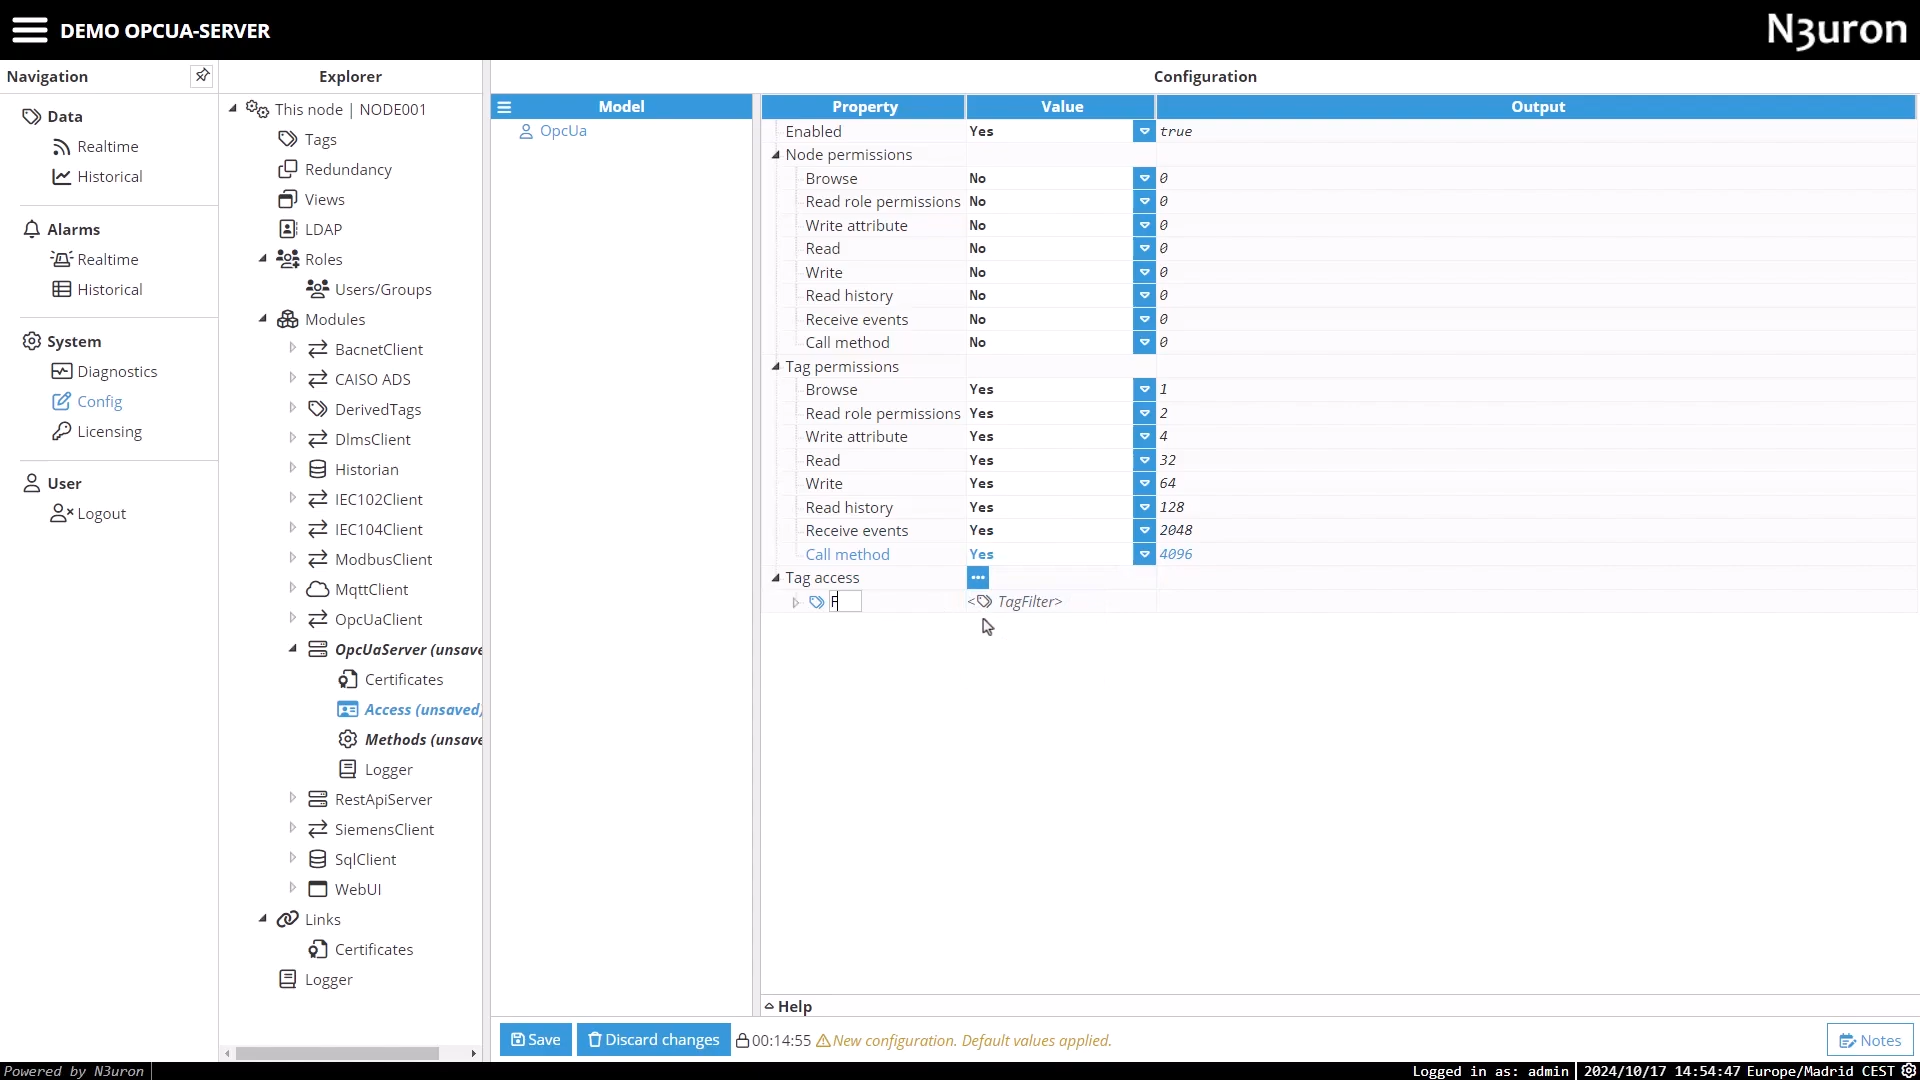 DEMO OPCUA-SERVER
N3uron
Navigation
Data
Realtime
Historical
Alarms
Realtime
Historical
System
Diagnostics
Config
Licensing
User
Logout
Explorer
This node | NODE001
Tags
Redundancy
Views
LDAP
Roles
Users/Groups
Modules
BacnetClient
CAISO ADS
DerivedTags
DlmsClient
Historian
IEC102Client
IEC104Client
ModbusClient
MqttClient
OpcUaClient
OpcUaServer (unsave
Certificates
Access (unsaved)
Methods (unsave
Logger
RestApiServer
SiemensClient
SqlClient
WebUI
Links
Certificates
Logger
Configuration
Model
OpcUa
Property Value Output
Enabled Yes true
Node permissions
Browse No 0
Read role permissions No 0
Write attribute No 0
Read No 0
Write No 0
Read history No 0
Receive events No 0
Call method No 0
Tag permissions
Browse Yes 1
Read role permissions Yes 2
Write attribute Yes 4
Read Yes 32
Write Yes 64
Read history Yes 128
Receive events Yes 2048
Call method Yes 4096
Tag access ...
F < TagFilter>
Help
Save Discard changes 00:14:55 New configuration. Default values applied. Notes
Powered by N3uron Logged in as: admin 2024/10/17 14:54:47 Europe/Madrid CEST